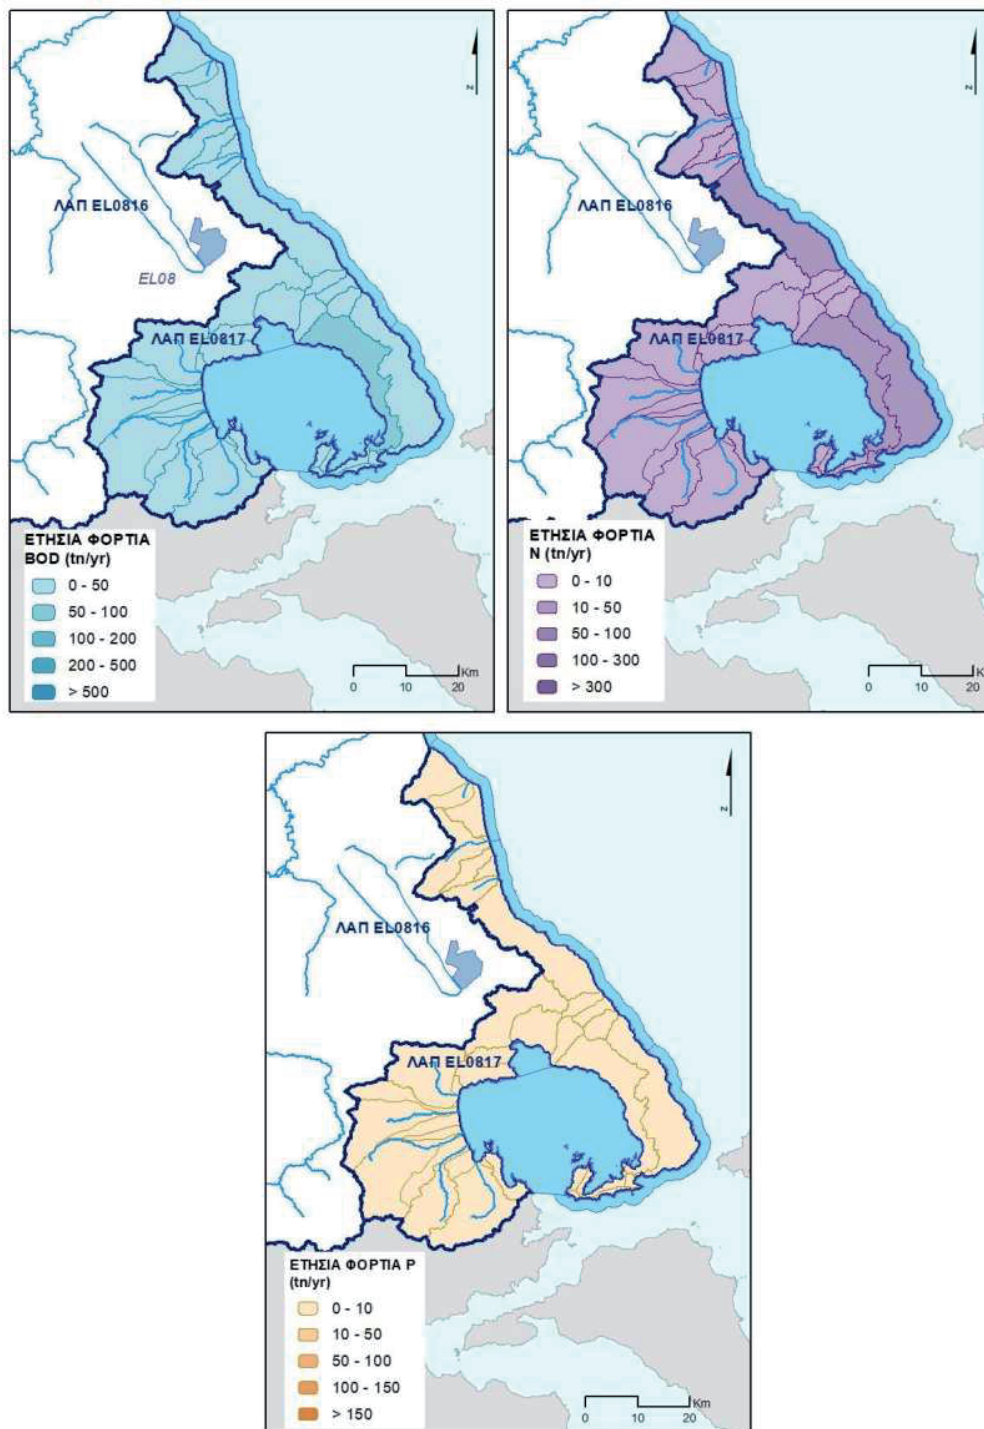 N
ΛΑΠ EL0816
EL08
ΛΑΠ EL0817
ΕΤΗΣΙΑ ΦΟΡΤΙΑ
BOD (tn/yr)
0 - 50
50 - 100
100 - 200
200 - 500
> 500
0 10 20 Km
N
ΛΑΠ EL0816
ΛΑΠ EL0817
ΕΤΗΣΙΑ ΦΟΡΤΙΑ
N (tn/yr)
0 - 10
10 - 50
50 - 100
100 - 300
> 300
0 10 20 K
N
ΛΑΠ EL0816
ΛΑΠ EL0817
ΕΤΗΣΙΑ ΦΟΡΤΙΑ P
(tn/yr)
0 - 10
10 - 50
50 - 100
100 - 150
> 150
0 10 20 Km